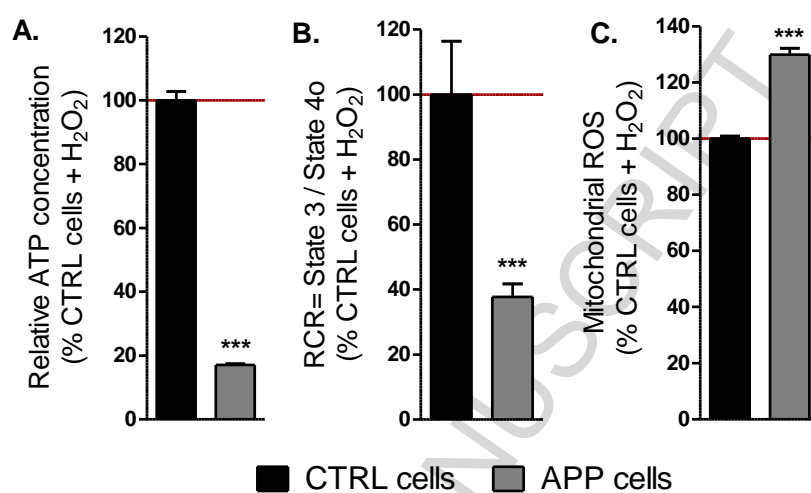 A.
Relative ATP concentration
(% CTRL cells + H₂O₂)
120
100
80
60
40
20
0
***
B.
RCR= State 3 / State 4o
(% CTRL cells + H₂O₂)
120
100
80
60
40
20
0
***
C.
Mitochondrial ROS
(% CTRL cells + H₂O₂)
140
120
100
80
60
40
20
0
***
NUSCRIPT
CTRL cells
APP cells